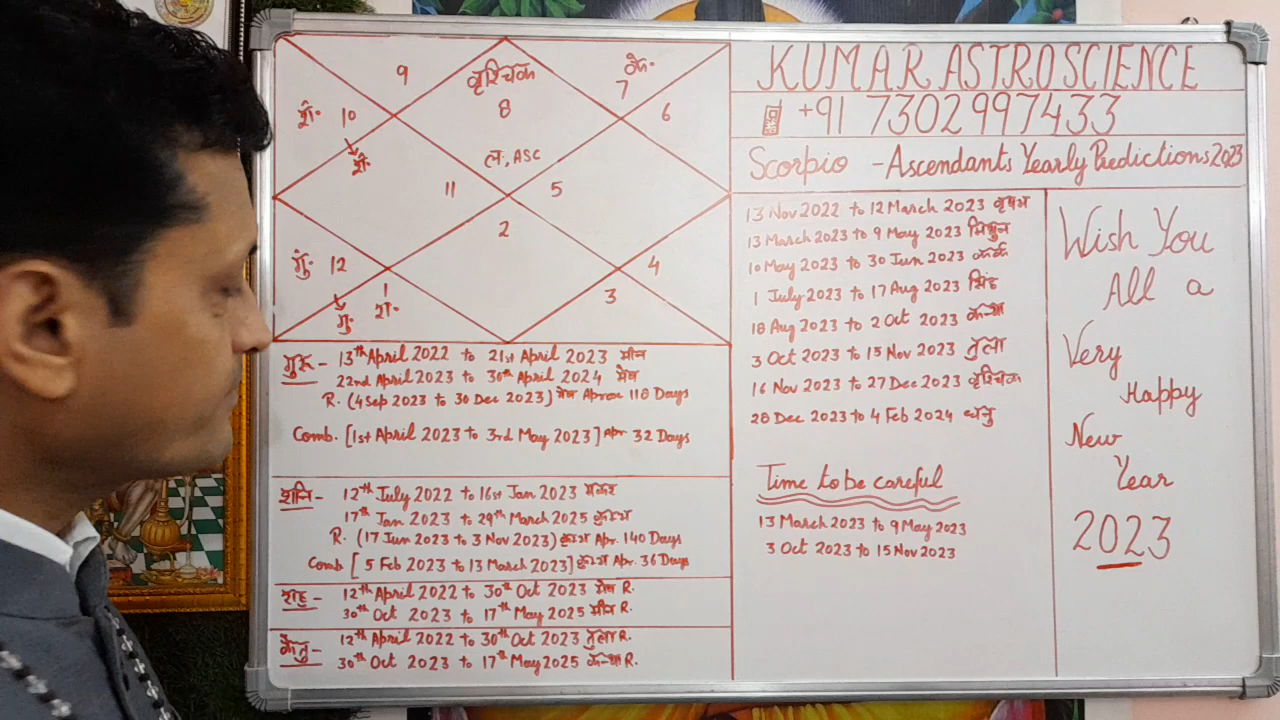 KUMAR ASTROSCIENCE
+91 7302997433
Scorpio - Ascendants Yearly Predictions 2023
9
वृश्चिक
8
के.
7
6
श. 10
श.
ल., ASC
11
5
2
गु. 12
गु.
1
रा.
4
3
गुरू - 13th April 2022 to 21st April 2023 मीन
22nd April 2023 to 30th April 2024 मेष
R. (4 Sep 2023 to 30 Dec 2023) मेष Aprox 118 Days
Comb. [1st April 2023 to 3rd May 2023] Apr 32 Days
शनि - 12th July 2022 to 16st Jan 2023 मकर
17th Jan 2023 to 29th March 2025 कुम्भ
R. (17 Jun 2023 to 3 Nov 2023) कुम्भ Apr. 140 Days
Comb [5 Feb 2023 to 13 March 2023] कुम्भ Apr. 36 Days
राहु - 12th April 2022 to 30th Oct 2023 मेष R.
30th Oct 2023 to 17th May 2025 मीन R.
केतु - 12th April 2022 to 30th Oct 2023 तुला R.
30th Oct 2023 to 17th May 2025 कन्या R.
13 Nov 2022 to 12 March 2023 वृषभ
13 March 2023 to 9 May 2023 मिथुन
10 May 2023 to 30 Jun 2023 कर्क
1 July 2023 to 17 Aug 2023 सिंह
18 Aug 2023 to 2 Oct 2023 कन्या
3 Oct 2023 to 15 Nov 2023 तुला
16 Nov 2023 to 27 Dec 2023 वृश्चिक
28 Dec 2023 to 4 Feb 2024 धनु
Time to be careful
13 March 2023 to 9 May 2023
3 Oct 2023 to 15 Nov 2023
Wish You
All a
Very
Happy
New
Year
2023